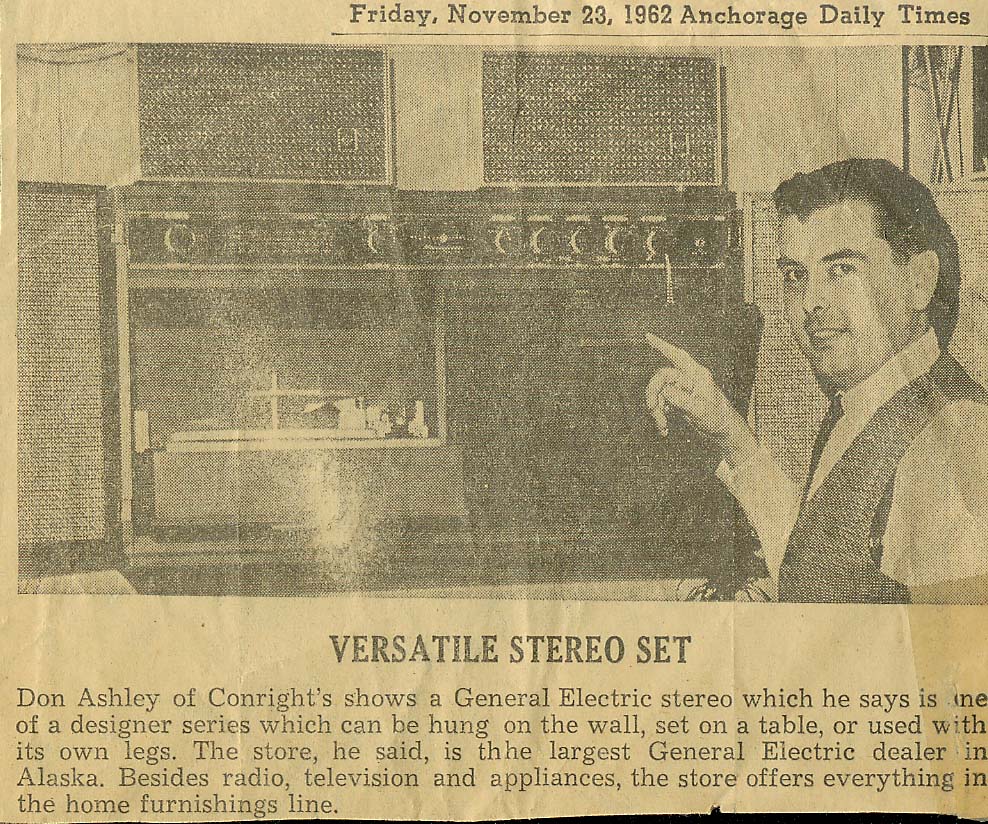 Friday, November 23, 1962 Anchorage Daily Times
VERSATILE STEREO SET
Don Ashley of Conright's shows a General Electric stereo which he says is ne
of a designer series which can be hung on the wall, set on a table, or used with
its own legs. The store, he said, is thhe largest General Electric dealer in
Alaska. Besides radio, television and appliances, the store offers everything in
the home furnishings line.